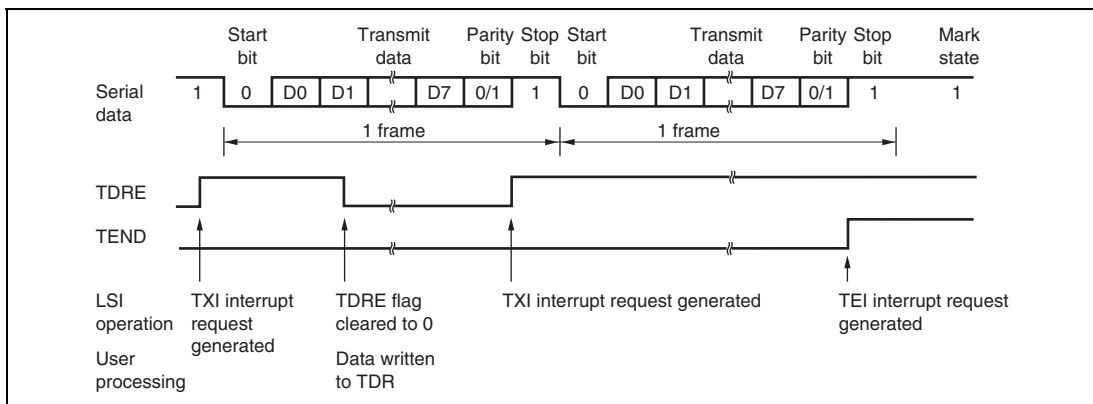 Start bit Transmit data Parity bit Stop bit Start bit Transmit data Parity bit Stop bit Mark state
Serial data 1 0 D0 D1 D7 0/1 1 0 D0 D1 D7 0/1 1 1
1 frame 1 frame
TDRE
TEND
LSI operation TXI interrupt request generated TDRE flag cleared to 0 TXI interrupt request generated TEI interrupt request generated
User processing Data written to TDR